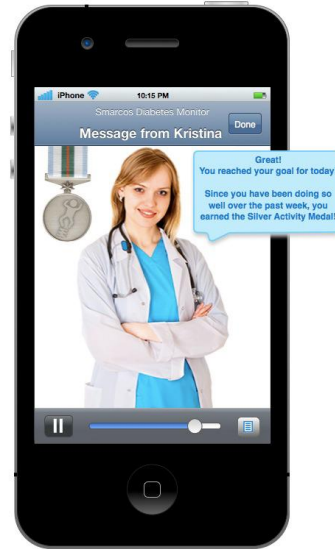 iPhone
10:15 PM
Smarcos Diabetes Monitor
Message from Kristina
Done
Great!
You reached your goal for today
Since you have been doing so
well over the past week, you
earned the Silver Activity Medal!